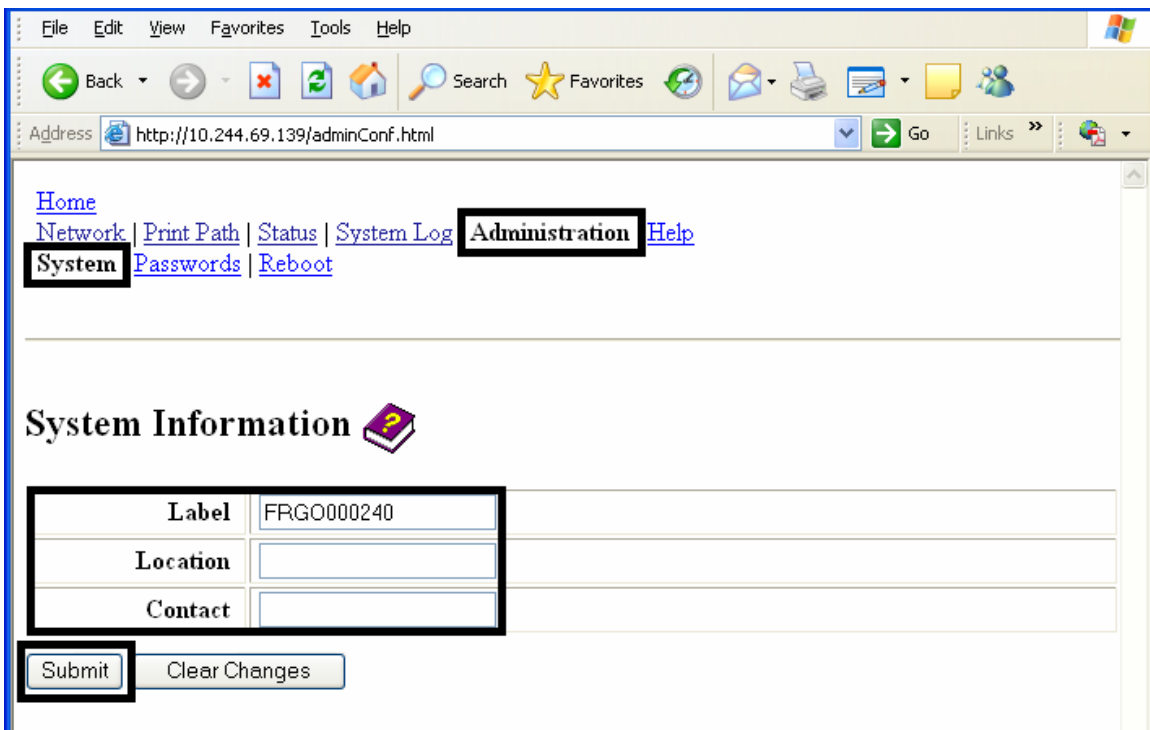 File Edit View Favorites Tools Help
Back Search Favorites
Address http://10.244.69.139/adminConf.html Go Links »
Home
Network | Print Path | Status | System Log Administration Help
System Passwords | Reboot
System Information ?
Label FRGO000240
Location
Contact
Submit Clear Changes